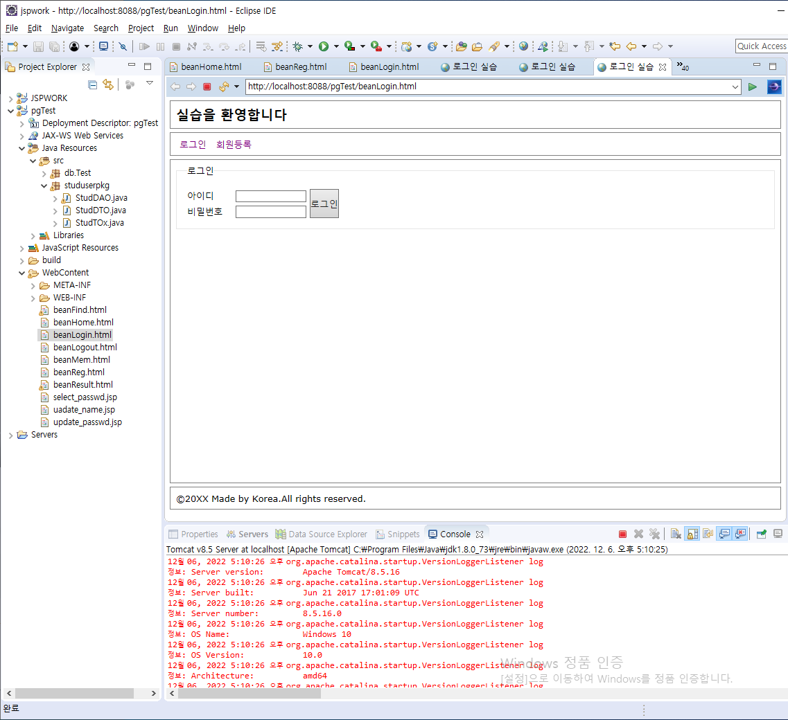 jspwork - http://localhost:8088/pgTest/beanLogin.html - Eclipse IDE
File Edit Navigate Search Project Run Window Help
Quick Access
Project Explorer
beanHome.html beanReg.html beanLogin.html 로그인 실습 로그인 실습 로그인 실습 »40
http://localhost:8088/pgTest/beanLogin.html
JSPWORK
pgTest
Deployment Descriptor: pgTest
JAX-WS Web Services
Java Resources
src
db.Test
studuserpkg
StudDAO.java
StudDTO.java
StudTOx.java
Libraries
JavaScript Resources
build
WebContent
META-INF
WEB-INF
beanFind.html
beanHome.html
beanLogin.html
beanLogout.html
beanMem.html
beanReg.html
beanResult.html
select_passwd.jsp
uadate_name.jsp
update_passwd.jsp
Servers
실습을 환영합니다
로그인 회원등록
로그인
아이디
비밀번호
로그인
©20XX Made by Korea.All rights reserved.
Properties Servers Data Source Explorer Snippets Console
Tomcat v8.5 Server at localhost [Apache Tomcat] C:₩Program Files₩Java₩jdk1.8.0_73₩jre₩bin₩javaw.exe (2022. 12. 6. 오후 5:10:25)
12월 06, 2022 5:10:26 오후 org.apache.catalina.startup.VersionLoggerListener log
정보: Server version: Apache Tomcat/8.5.16
12월 06, 2022 5:10:26 오후 org.apache.catalina.startup.VersionLoggerListener log
정보: Server built: Jun 21 2017 17:01:09 UTC
12월 06, 2022 5:10:26 오후 org.apache.catalina.startup.VersionLoggerListener log
정보: Server number: 8.5.16.0
12월 06, 2022 5:10:26 오후 org.apache.catalina.startup.VersionLoggerListener log
정보: OS Name: Windows 10
12월 06, 2022 5:10:26 오후 org.apache.catalina.startup.VersionLoggerListener log
정보: OS Version: 10.0
12월 06, 2022 5:10:26 오후 org.apache.catalina.startup.VersionLoggerListener log
정보: Architecture: amd64
12월 06, 2022 5:10:26 오후 org.apache.catalina.startup.VersionLoggerListener log
Windows 정품 인증
[설정]으로 이동하여 Windows를 정품 인증합니다.
완료